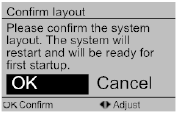 Confirm layout
Please confirm the system
layout. The system will
restart and will be ready for
first startup.
OK Cancel
OK Confirm ◄► Adjust